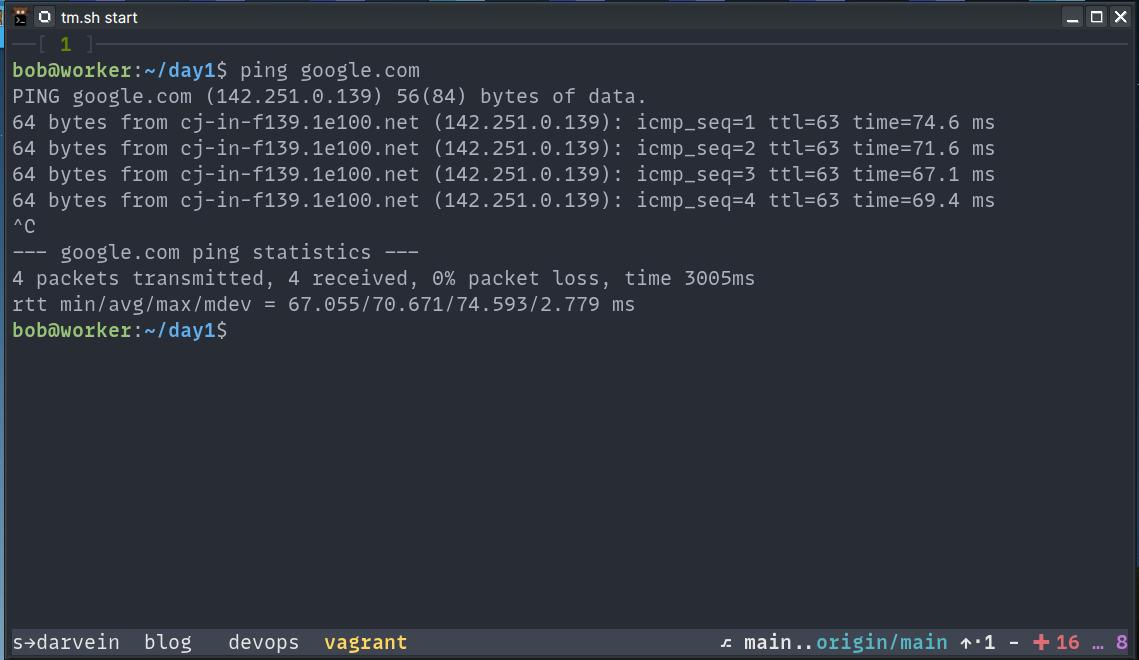 tm.sh start
[ 1 ]
bob@worker:~/day1$ ping google.com
PING google.com (142.251.0.139) 56(84) bytes of data.
64 bytes from cj-in-f139.1e100.net (142.251.0.139): icmp_seq=1 ttl=63 time=74.6 ms
64 bytes from cj-in-f139.1e100.net (142.251.0.139): icmp_seq=2 ttl=63 time=71.6 ms
64 bytes from cj-in-f139.1e100.net (142.251.0.139): icmp_seq=3 ttl=63 time=67.1 ms
64 bytes from cj-in-f139.1e100.net (142.251.0.139): icmp_seq=4 ttl=63 time=69.4 ms
^C
--- google.com ping statistics ---
4 packets transmitted, 4 received, 0% packet loss, time 3005ms
rtt min/avg/max/mdev = 67.055/70.671/74.593/2.779 ms
bob@worker:~/day1$
s→darvein blog devops vagrant main..origin/main ↑·1 - ✚ 16 … 8